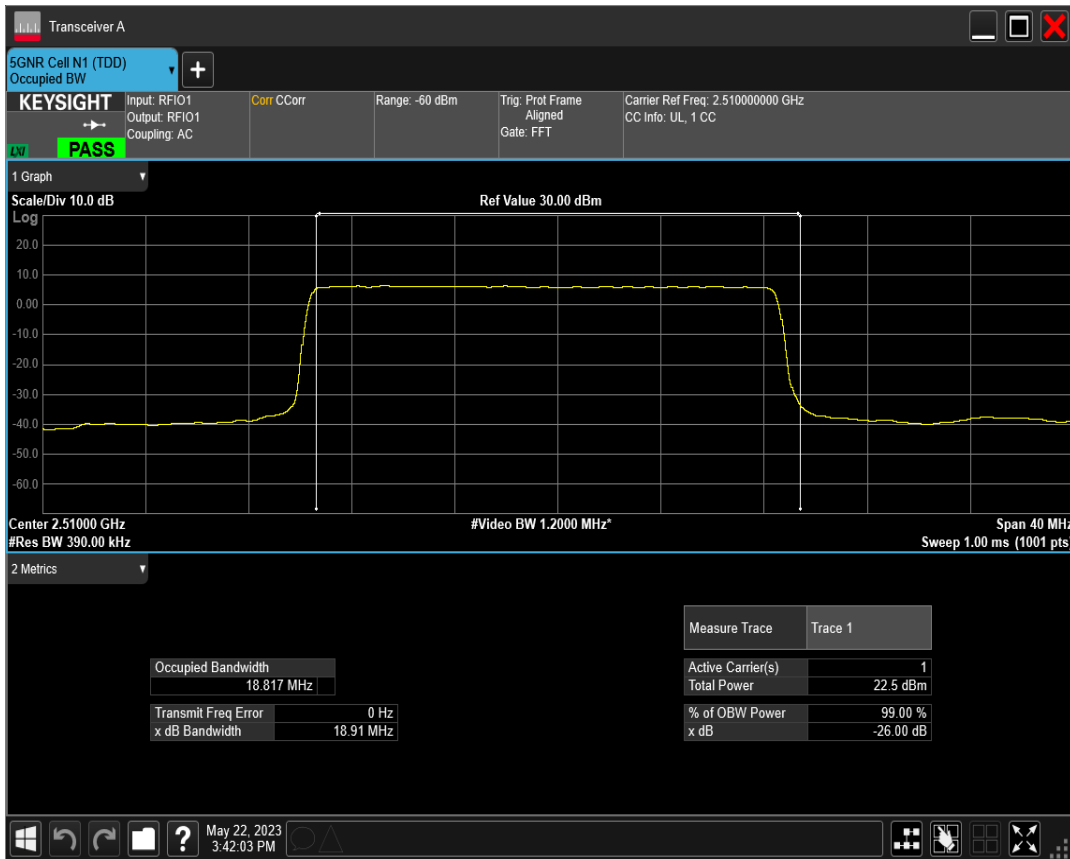 Transceiver A
5GNR Cell N1 (TDD)
Occupied BW
+
KEYSIGHT
LXI
PASS
Input: RFIO1
Output: RFIO1
Coupling: AC
Corr CCorr
Range: -60 dBm
Trig: Prot Frame
Aligned
Gate: FFT
Carrier Ref Freq: 2.510000000 GHz
CC Info: UL, 1 CC
1 Graph
Scale/Div 10.0 dB
Ref Value 30.00 dBm
Log
20.0
10.0
0.00
-10.0
-20.0
-30.0
-40.0
-50.0
-60.0
Center 2.51000 GHz
#Video BW 1.2000 MHz*
Span 40 MHz
#Res BW 390.00 kHz
Sweep 1.00 ms (1001 pts)
2 Metrics
Measure Trace Trace 1
Occupied Bandwidth
18.817 MHz
Active Carrier(s) 1
Total Power 22.5 dBm
Transmit Freq Error 0 Hz
x dB Bandwidth 18.91 MHz
% of OBW Power 99.00 %
x dB -26.00 dB
?
May 22, 2023
3:42:03 PM